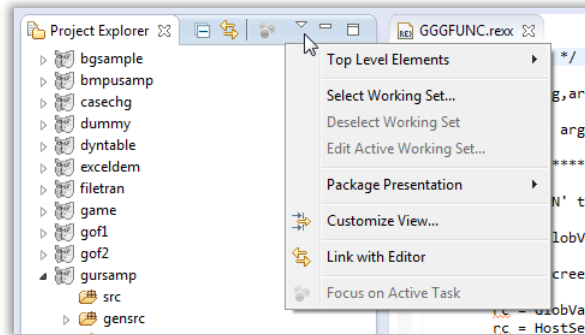 Project Explorer
REX GGGFUNC.rexx
bgsample
bmpusamp
casechg
dummy
dyntable
exceldem
filetran
game
gof1
gof2
gursamp
src
gensrc
Top Level Elements
Select Working Set...
Deselect Working Set
Edit Active Working Set...
Package Presentation
Customize View...
Link with Editor
Focus on Active Task
*/
g,ar
arg
****
N' t
lobV
cree
rc = GlobVa
rc = HostSe